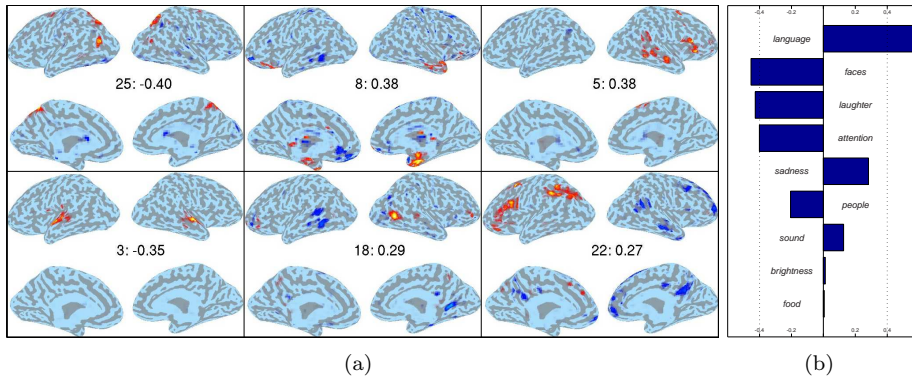 25: -0.40
8: 0.38
5: 0.38
3: -0.35
18: 0.29
22: 0.27
(a)
-0.4 -0.2 0 0.2 0.4
language
faces
laughter
attention
sadness
people
sound
brightness
food
-0.4 -0.2 0 0.2 0.4
(b)